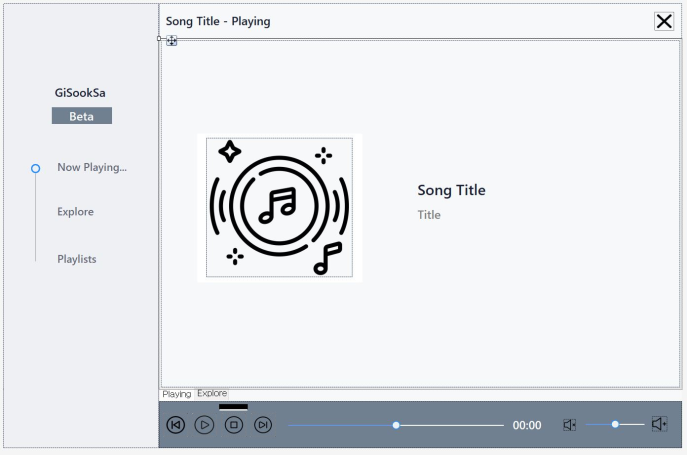 Song Title - Playing
GiSookSa
Beta
Now Playing...
Explore
Playlists
Song Title
Title
Playing
Explore
00:00